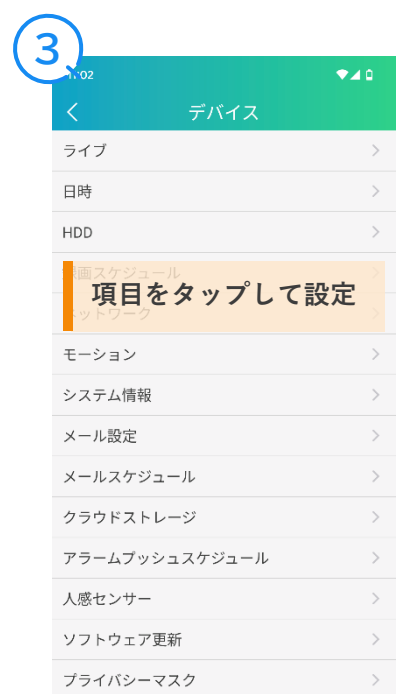 3
11:02
デバイス
ライブ
日時
HDD
録画スケジュール
項目をタップして設定
ネットワーク
モーション
システム情報
メール設定
メールスケジュール
クラウドストレージ
アラームプッシュスケジュール
人感センサー
ソフトウェア更新
プライバシーマスク